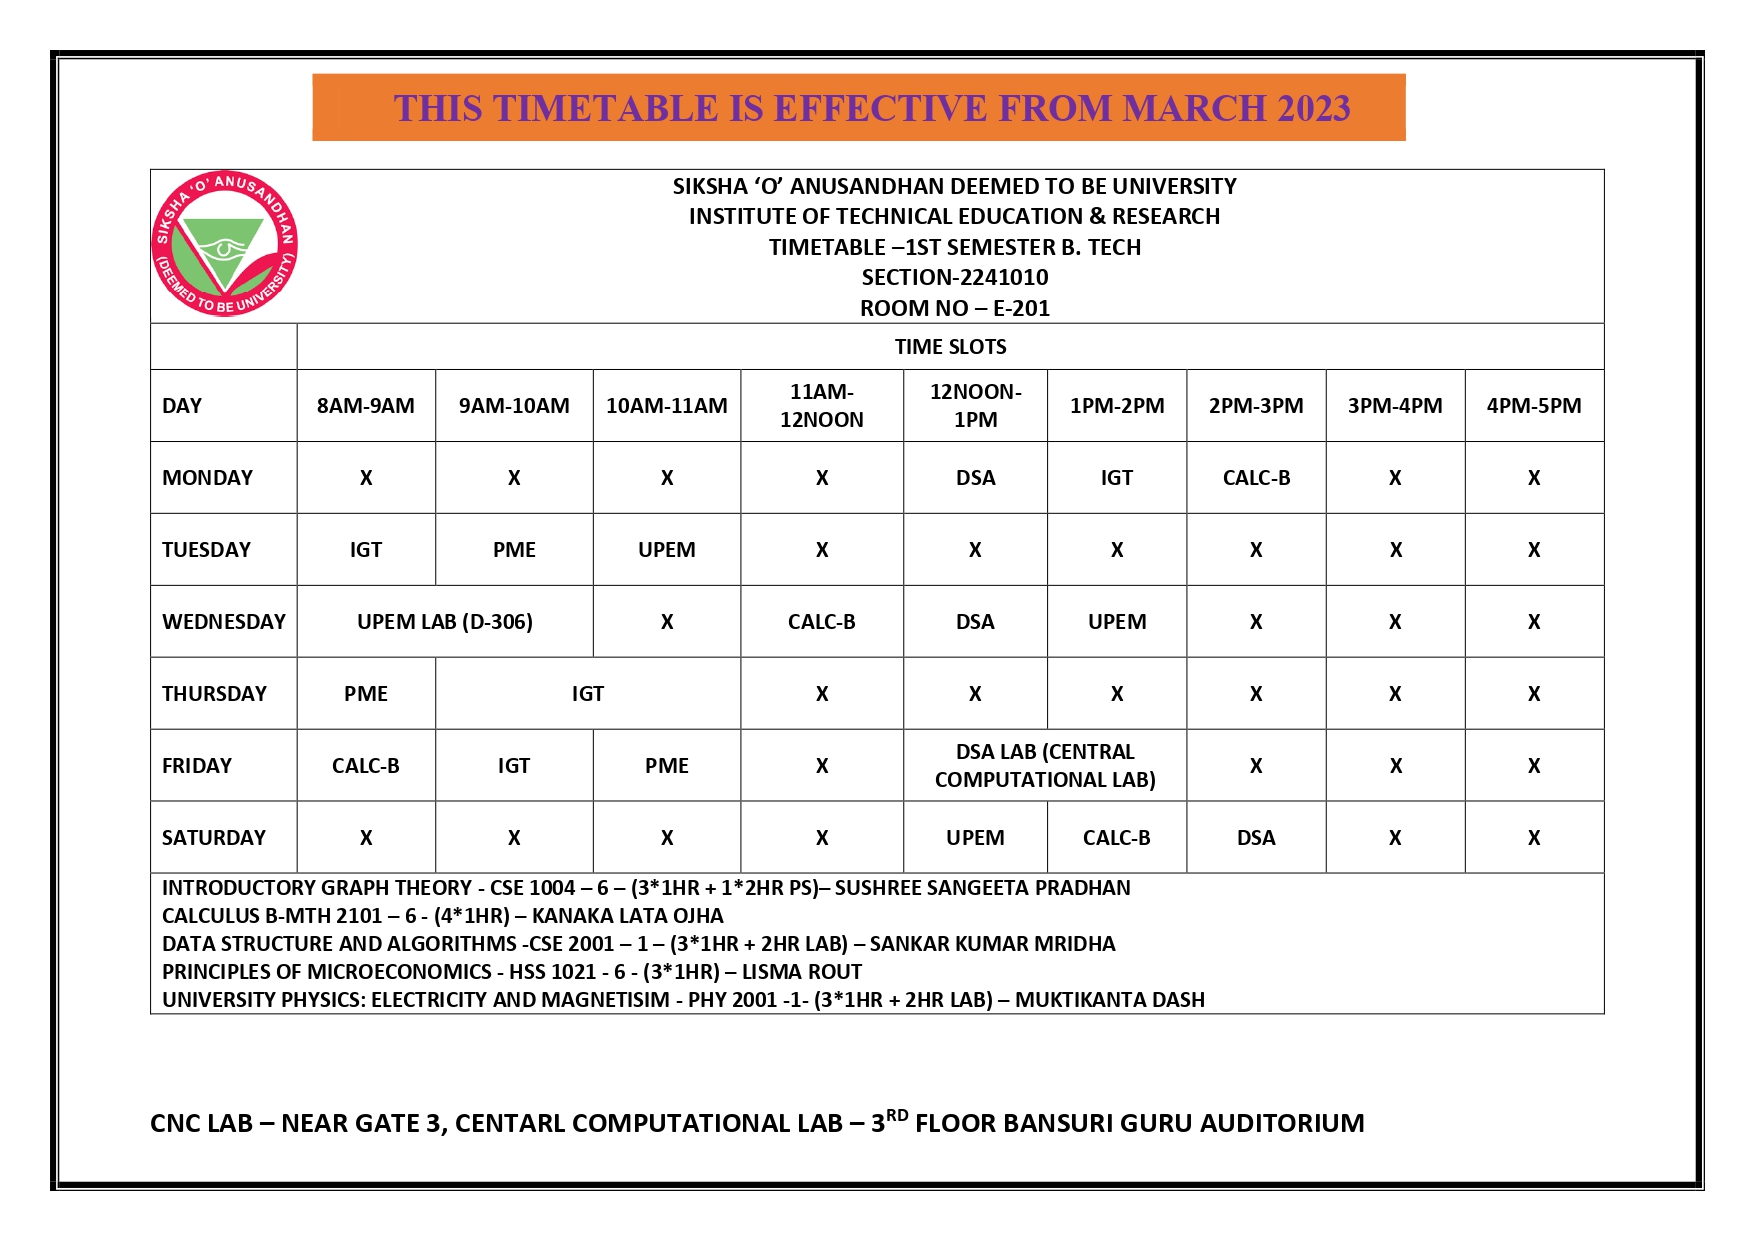 THIS TIMETABLE IS EFFECTIVE FROM MARCH 2023
SIKSHA 'O' ANUSANDHAN
(DEEMED TO BE UNIVERSITY)
SIKSHA ‘O’ ANUSANDHAN DEEMED TO BE UNIVERSITY
INSTITUTE OF TECHNICAL EDUCATION & RESEARCH
TIMETABLE –1ST SEMESTER B. TECH
SECTION-2241010
ROOM NO – E-201
TIME SLOTS
DAY 8AM-9AM 9AM-10AM 10AM-11AM 11AM-12NOON 12NOON-1PM 1PM-2PM 2PM-3PM 3PM-4PM 4PM-5PM
MONDAY X X X X DSA IGT CALC-B X X
TUESDAY IGT PME UPEM X X X X X X
WEDNESDAY UPEM LAB (D-306) X CALC-B DSA UPEM X X X
THURSDAY PME IGT X X X X X X
FRIDAY CALC-B IGT PME X DSA LAB (CENTRAL COMPUTATIONAL LAB) X X X
SATURDAY X X X X UPEM CALC-B DSA X X
INTRODUCTORY GRAPH THEORY - CSE 1004 – 6 – (3*1HR + 1*2HR PS)– SUSHREE SANGEETA PRADHAN
CALCULUS B-MTH 2101 – 6 - (4*1HR) – KANAKA LATA OJHA
DATA STRUCTURE AND ALGORITHMS -CSE 2001 – 1 – (3*1HR + 2HR LAB) – SANKAR KUMAR MRIDHA
PRINCIPLES OF MICROECONOMICS - HSS 1021 - 6 - (3*1HR) – LISMA ROUT
UNIVERSITY PHYSICS: ELECTRICITY AND MAGNETISIM - PHY 2001 -1- (3*1HR + 2HR LAB) – MUKTIKANTA DASH
CNC LAB – NEAR GATE 3, CENTARL COMPUTATIONAL LAB – 3RD FLOOR BANSURI GURU AUDITORIUM